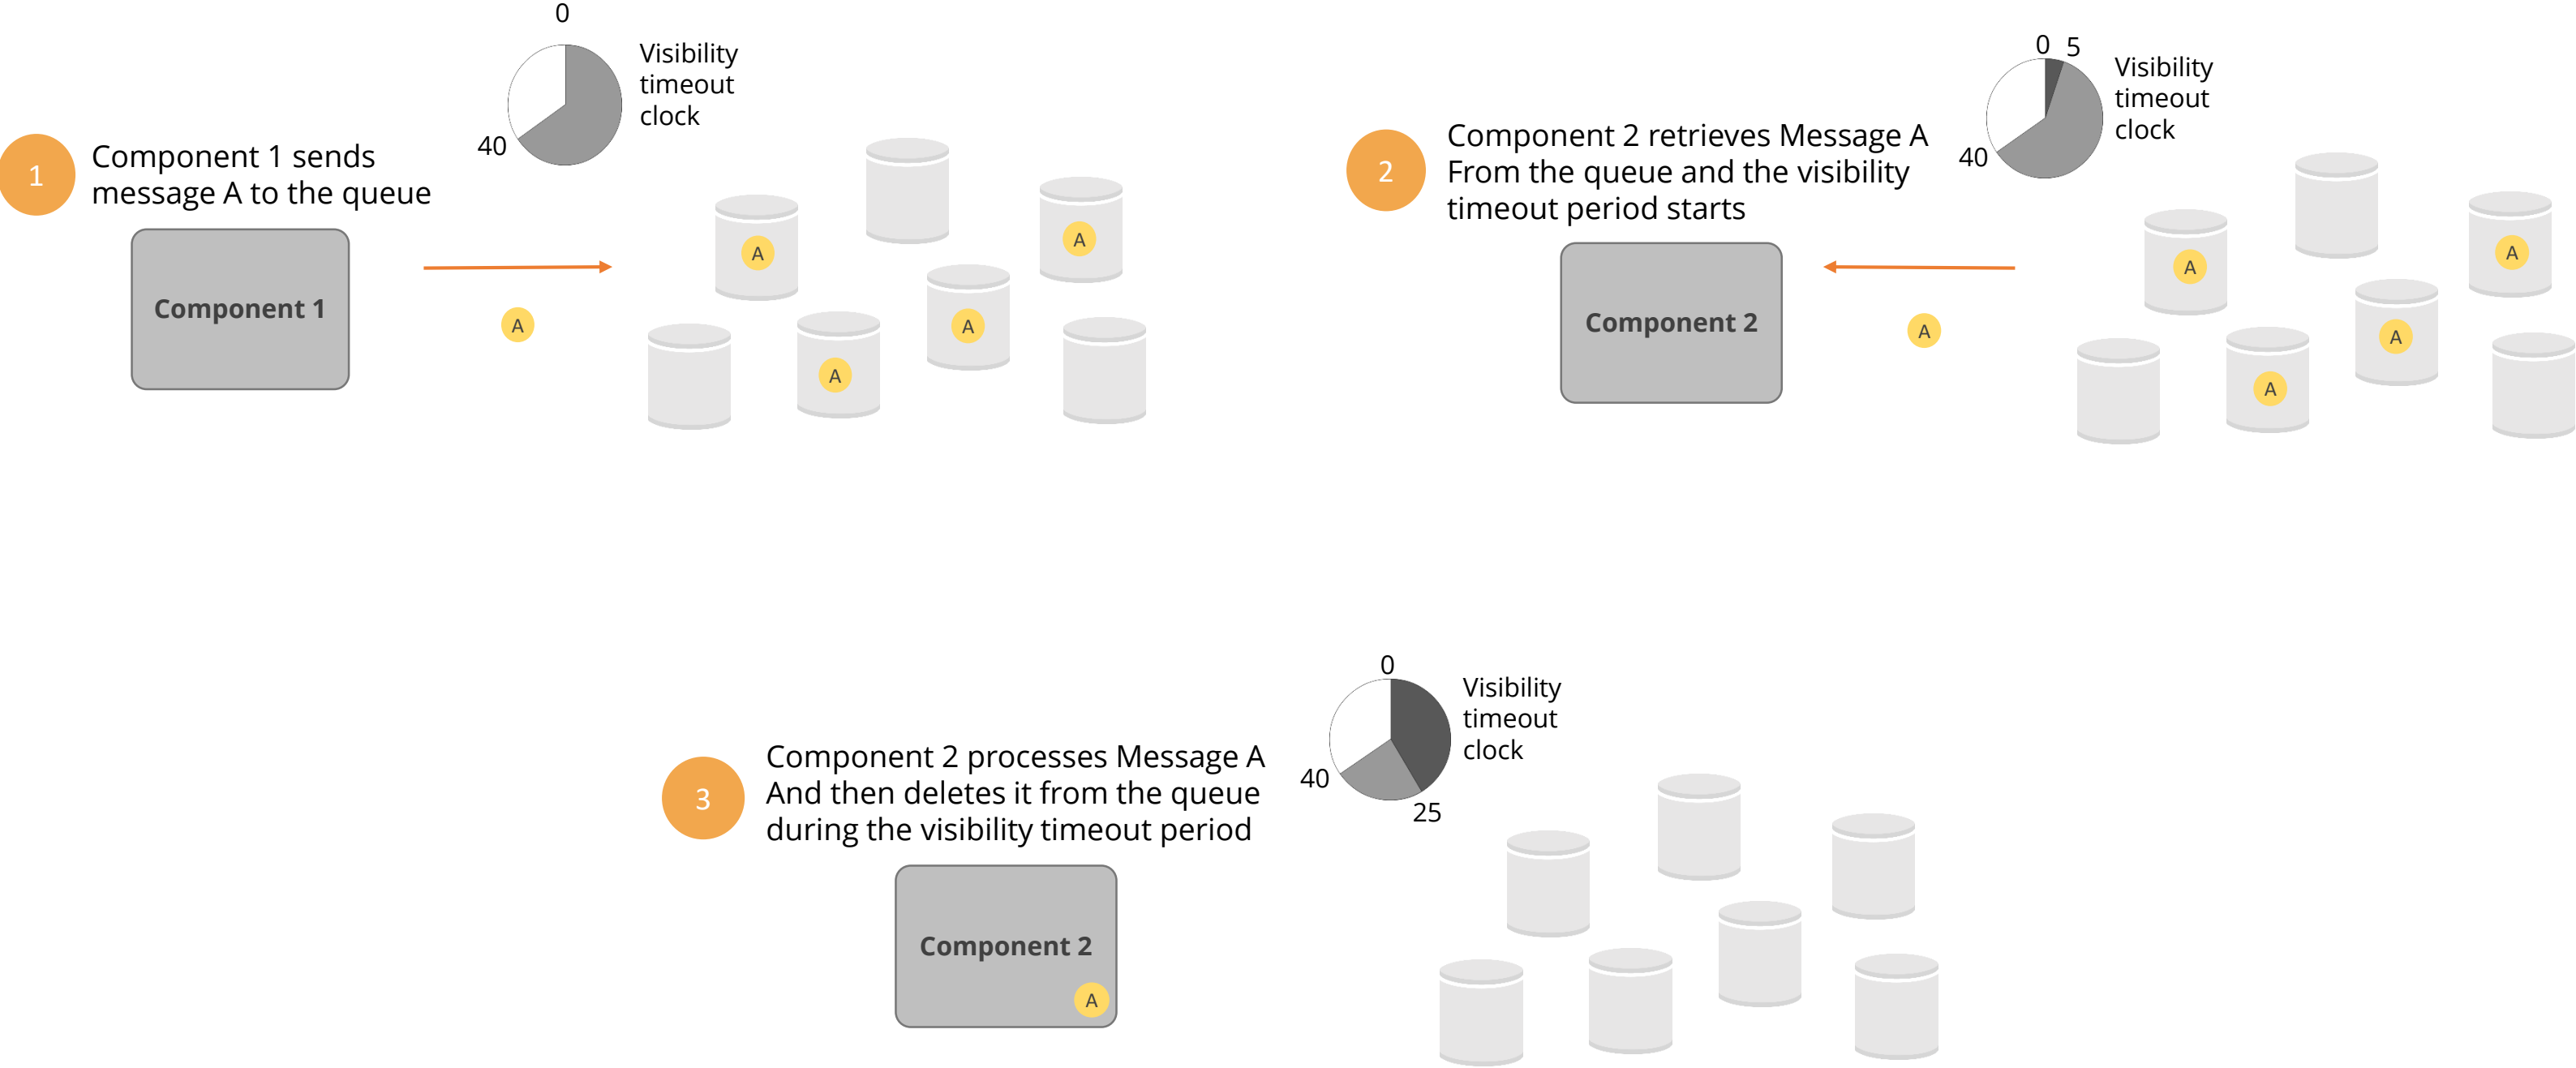 0
Visibility
timeout
clock
40
1
Component 1 sends
message A to the queue
Component 1
A
A
A
A
A
0 5
Visibility
timeout
clock
40
2
Component 2 retrieves Message A
From the queue and the visibility
timeout period starts
Component 2
A
A
A
A
A
0
Visibility
timeout
clock
40
25
3
Component 2 processes Message A
And then deletes it from the queue
during the visibility timeout period
Component 2
A